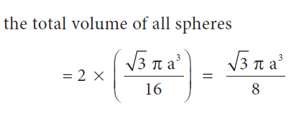 the total volume of all spheres
= 2 × (√3 π a³ / 16) = √3 π a³ / 8